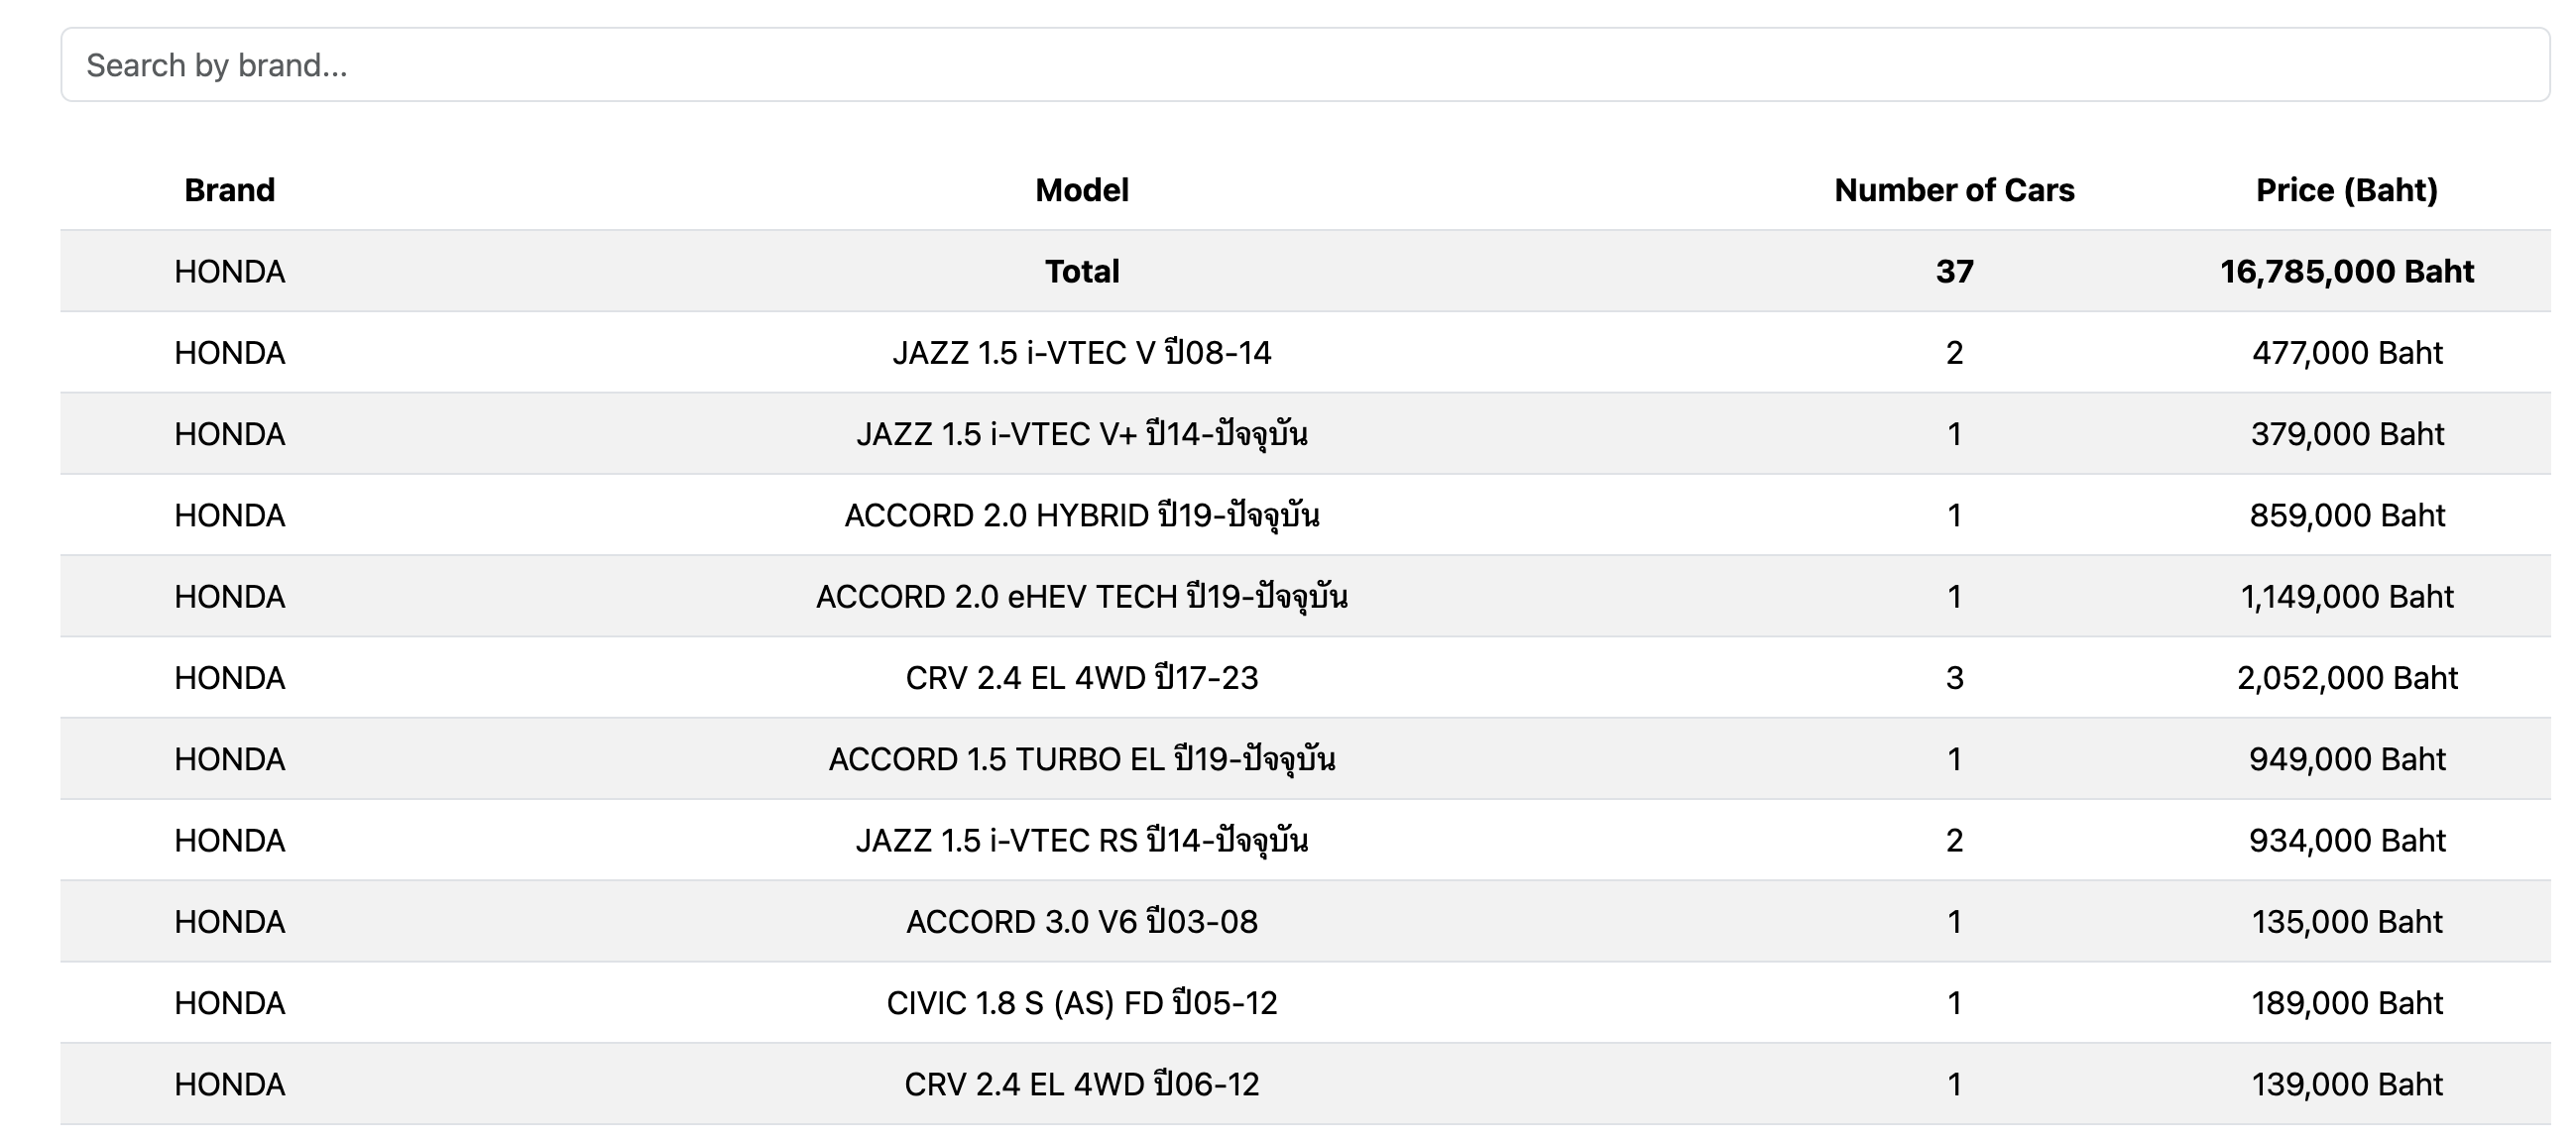 Search by brand...
Brand Model Number of Cars Price (Baht)
HONDA Total 37 16,785,000 Baht
HONDA JAZZ 1.5 i-VTEC V ปี08-14 2 477,000 Baht
HONDA JAZZ 1.5 i-VTEC V+ ปี14-ปัจจุบัน 1 379,000 Baht
HONDA ACCORD 2.0 HYBRID ปี19-ปัจจุบัน 1 859,000 Baht
HONDA ACCORD 2.0 eHEV TECH ปี19-ปัจจุบัน 1 1,149,000 Baht
HONDA CRV 2.4 EL 4WD ปี17-23 3 2,052,000 Baht
HONDA ACCORD 1.5 TURBO EL ปี19-ปัจจุบัน 1 949,000 Baht
HONDA JAZZ 1.5 i-VTEC RS ปี14-ปัจจุบัน 2 934,000 Baht
HONDA ACCORD 3.0 V6 ปี03-08 1 135,000 Baht
HONDA CIVIC 1.8 S (AS) FD ปี05-12 1 189,000 Baht
HONDA CRV 2.4 EL 4WD ปี06-12 1 139,000 Baht